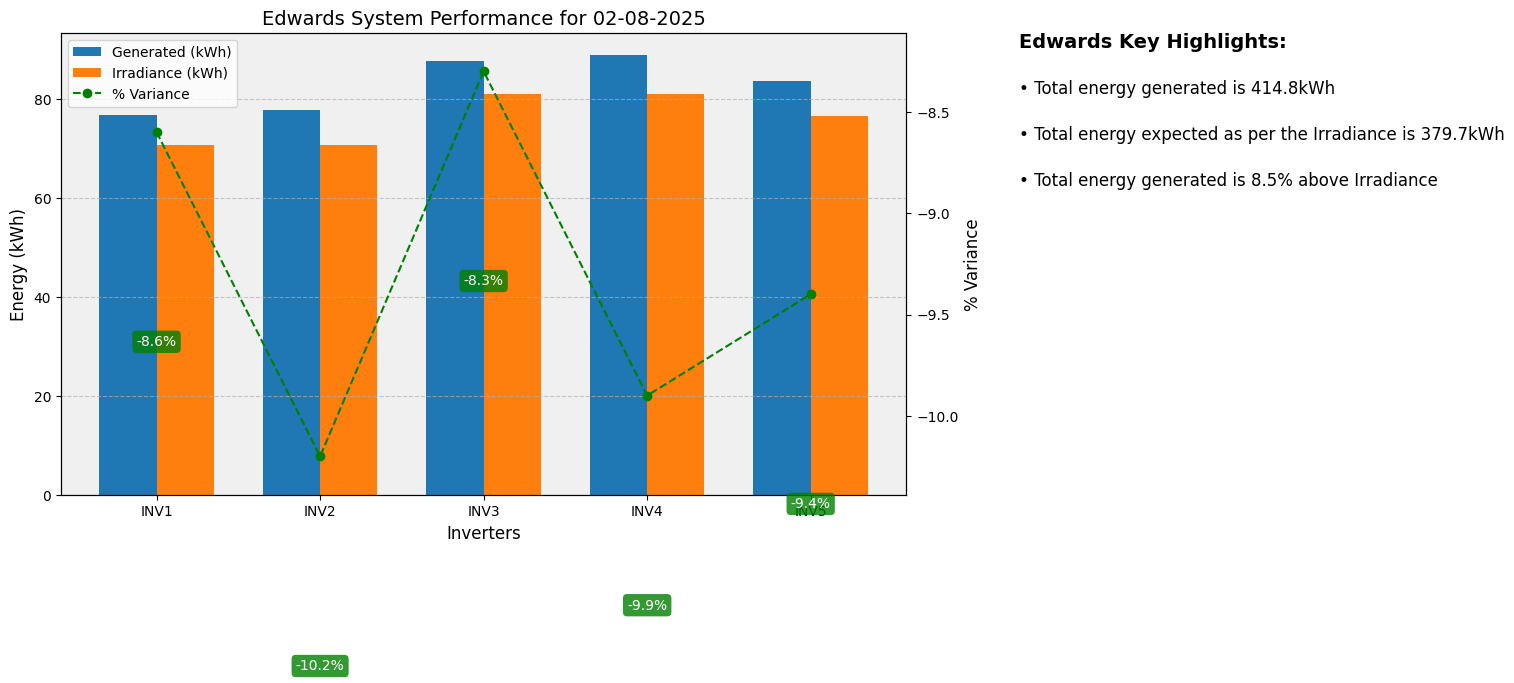 Edwards System Performance for 02-08-2025
Generated (kWh)
Irradiance (kWh)
% Variance
Energy (kWh)
80
60
40
20
0
−8.5
−9.0
−9.5
−10.0
% Variance
-8.6%
-10.2%
-8.3%
-9.9%
-9.4%
INV1
INV2
INV3
INV4
INV5
Inverters
Edwards Key Highlights:
• Total energy generated is 414.8kWh
• Total energy expected as per the Irradiance is 379.7kWh
• Total energy generated is 8.5% above Irradiance